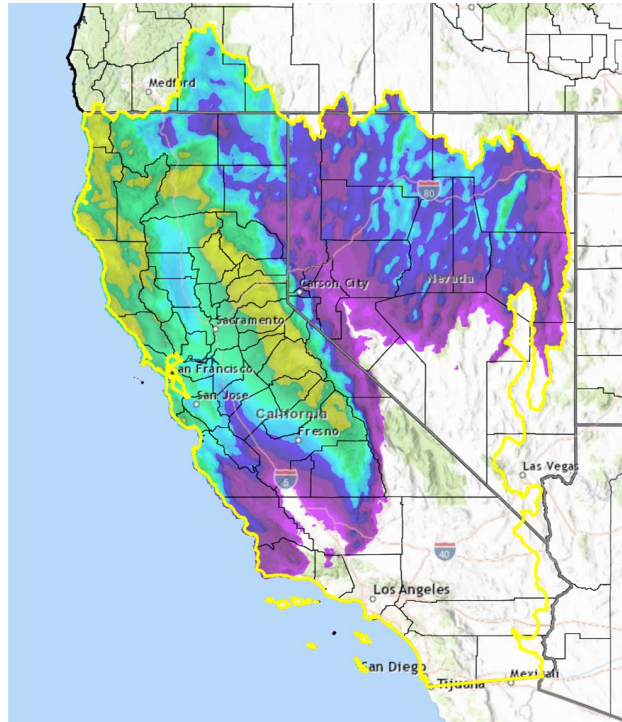 Medford
80
Nevada
Carson City
Sacramento
an Francisco
San Jose
California
Fresno
5
Las Vegas
40
Los Angeles
San Diego
Tijuana
Mexicali